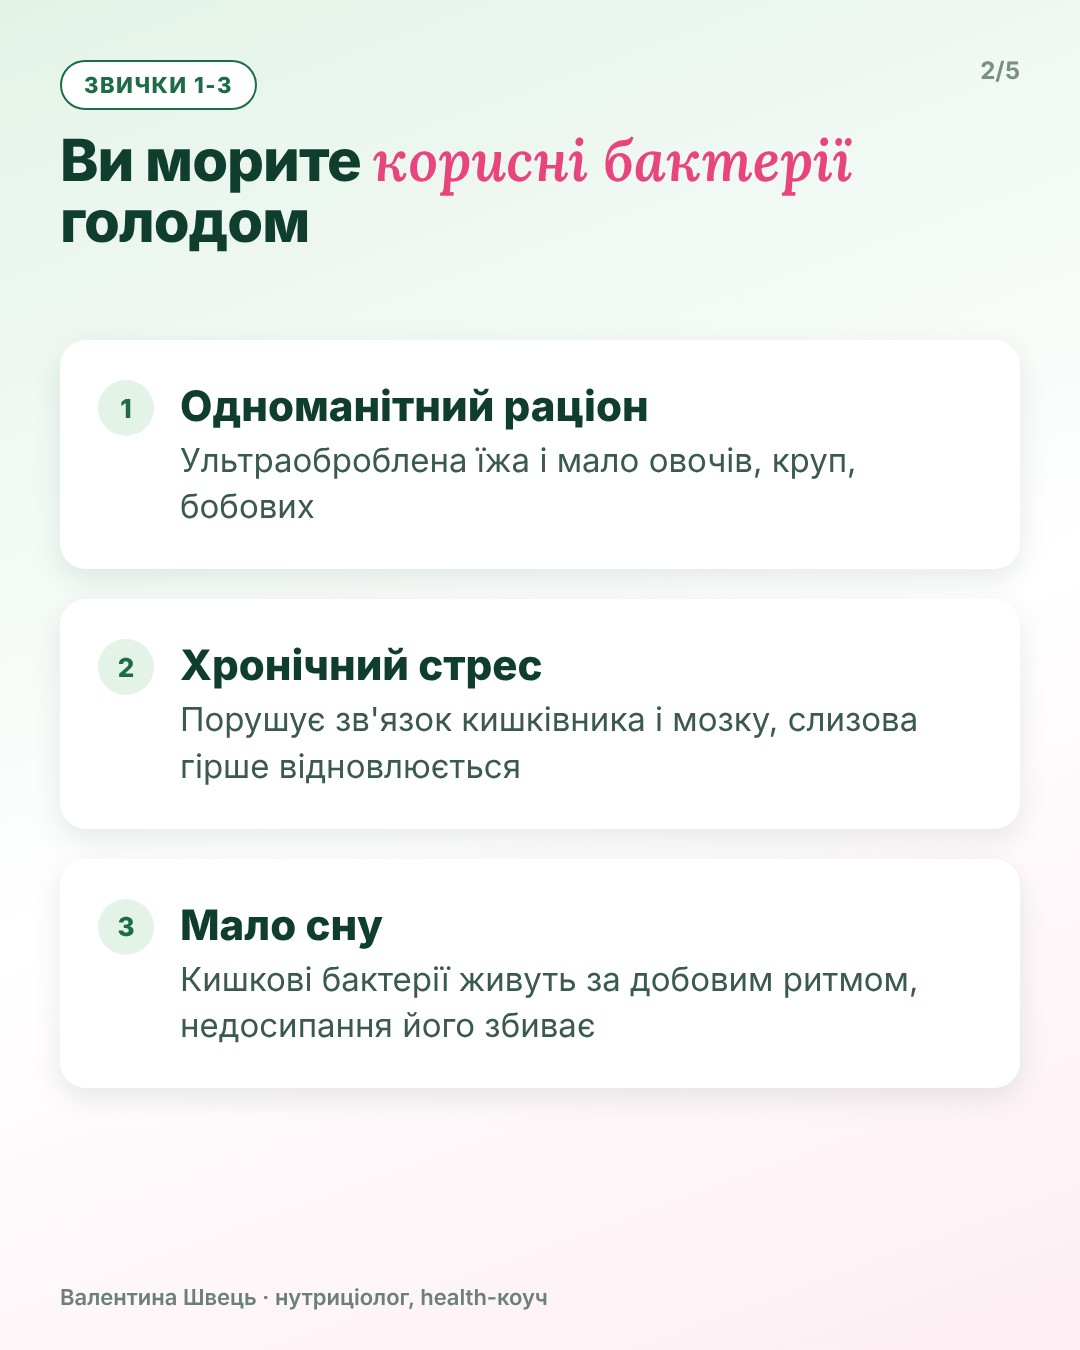 ЗВИЧКИ 1-3
2/5
Ви морите корисні бактерії
голодом
1
Одноманітний раціон
Ультраоброблена їжа і мало овочів, круп,
бобових
2
Хронічний стрес
Порушує зв'язок кишківника і мозку, слизова
гірше відновлюється
3
Мало сну
Кишкові бактерії живуть за добовим ритмом,
недосипання його збиває
Валентина Швець · нутриціолог, health-коуч